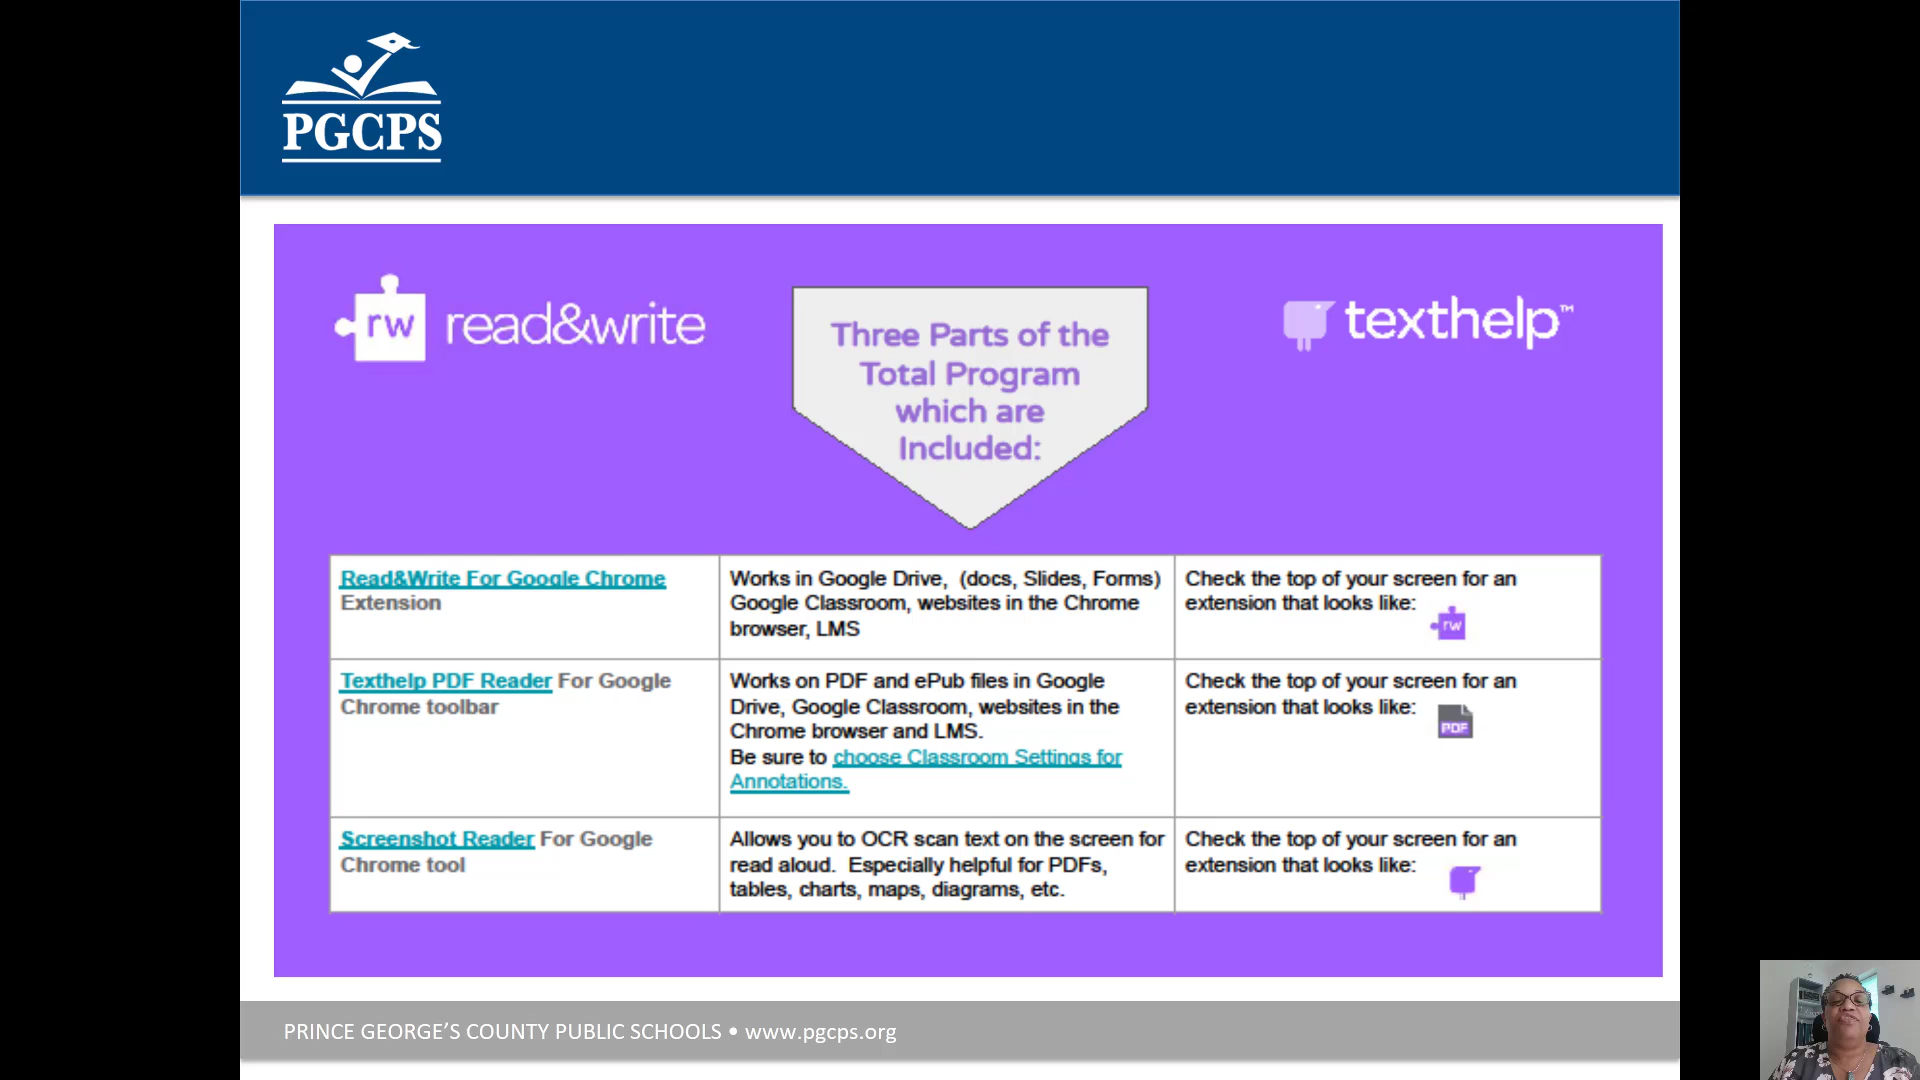 PGCPS
rw read&write
Three Parts of the
Total Program
which are
Included:
texthelp™
Read&Write For Google Chrome
Extension
Works in Google Drive, (docs, Slides, Forms)
Google Classroom, websites in the Chrome
browser, LMS
Check the top of your screen for an
extension that looks like:
rw
Texthelp PDF Reader For Google
Chrome toolbar
Works on PDF and ePub files in Google
Drive, Google Classroom, websites in the
Chrome browser and LMS.
Be sure to choose Classroom Settings for
Annotations.
Check the top of your screen for an
extension that looks like:
PDF
Screenshot Reader For Google
Chrome tool
Allows you to OCR scan text on the screen for
read aloud. Especially helpful for PDFs,
tables, charts, maps, diagrams, etc.
Check the top of your screen for an
extension that looks like:
PRINCE GEORGE’S COUNTY PUBLIC SCHOOLS • www.pgcps.org